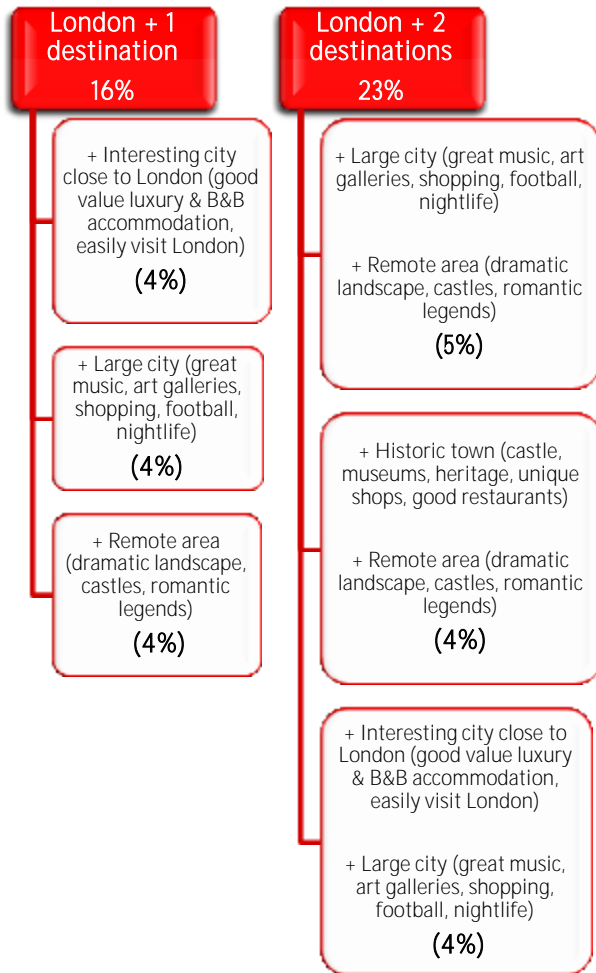 London + 1
destination
16%
+ Interesting city
close to London (good
value luxury & B&B
accommodation,
easily visit London)
(4%)
+ Large city (great
music, art galleries,
shopping, football,
nightlife)
(4%)
+ Remote area
(dramatic landscape,
castles, romantic
legends)
(4%)
London + 2
destinations
23%
+ Large city (great music, art
galleries, shopping, football,
nightlife)
+ Remote area (dramatic
landscape, castles, romantic
legends)
(5%)
+ Historic town (castle,
museums, heritage, unique
shops, good restaurants)
+ Remote area (dramatic
landscape, castles, romantic
legends)
(4%)
+ Interesting city close to
London (good value luxury
& B&B accommodation,
easily visit London)
+ Large city (great music,
art galleries, shopping,
football, nightlife)
(4%)